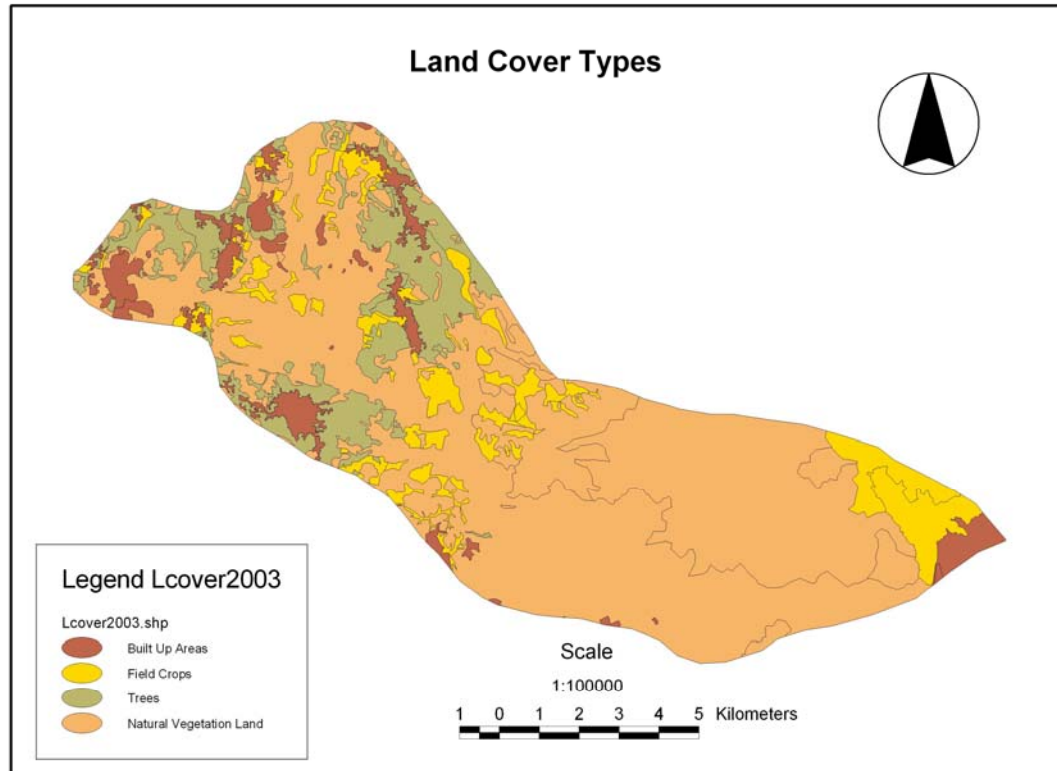 Land Cover Types
Legend Lcover2003
Lcover2003.shp
Built Up Areas
Field Crops
Trees
Natural Vegetation Land
Scale
1:100000
1 0 1 2 3 4 5 Kilometers